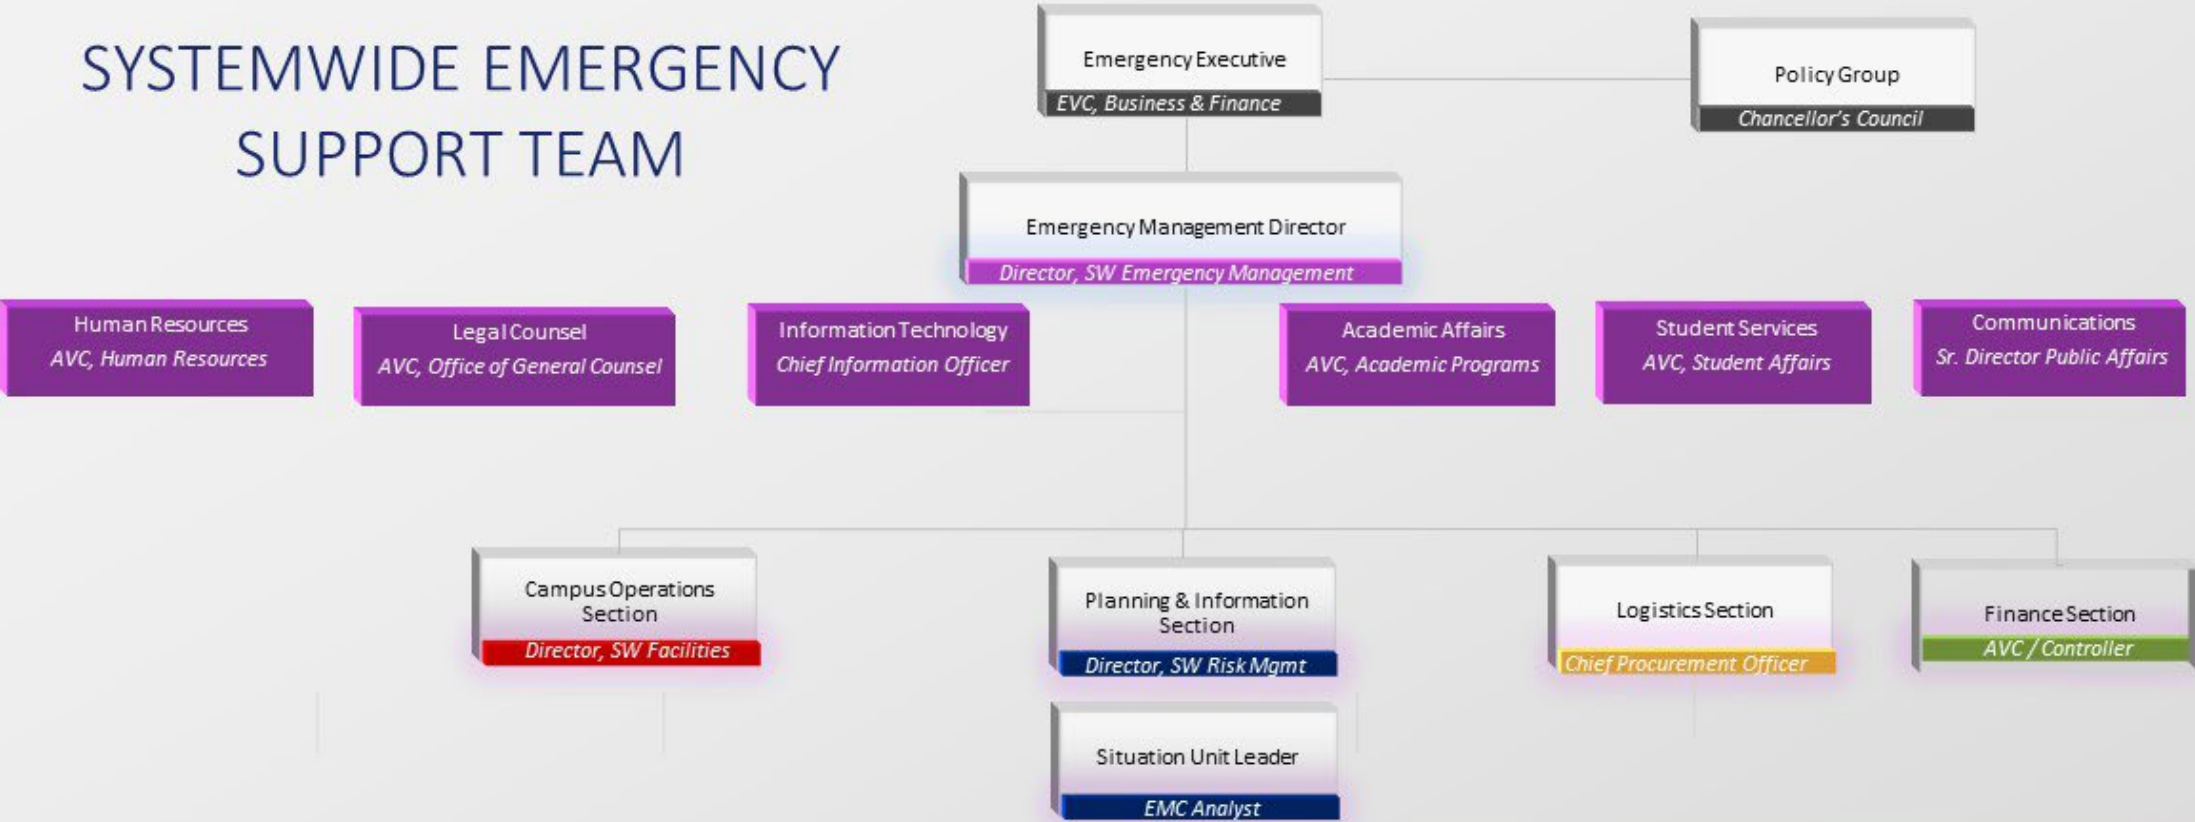 SYSTEMWIDE EMERGENCY
SUPPORT TEAM
Emergency Executive
EVC, Business & Finance
Policy Group
Chancellor's Council
Emergency Management Director
Director, SW Emergency Management
Human Resources
AVC, Human Resources
Legal Counsel
AVC, Office of General Counsel
Information Technology
Chief Information Officer
Academic Affairs
AVC, Academic Programs
Student Services
AVC, Student Affairs
Communications
Sr. Director Public Affairs
Campus Operations
Section
Director, SW Facilities
Planning & Information
Section
Director, SW Risk Mgmt
Logistics Section
Chief Procurement Officer
Finance Section
AVC / Controller
Situation Unit Leader
EMC Analyst